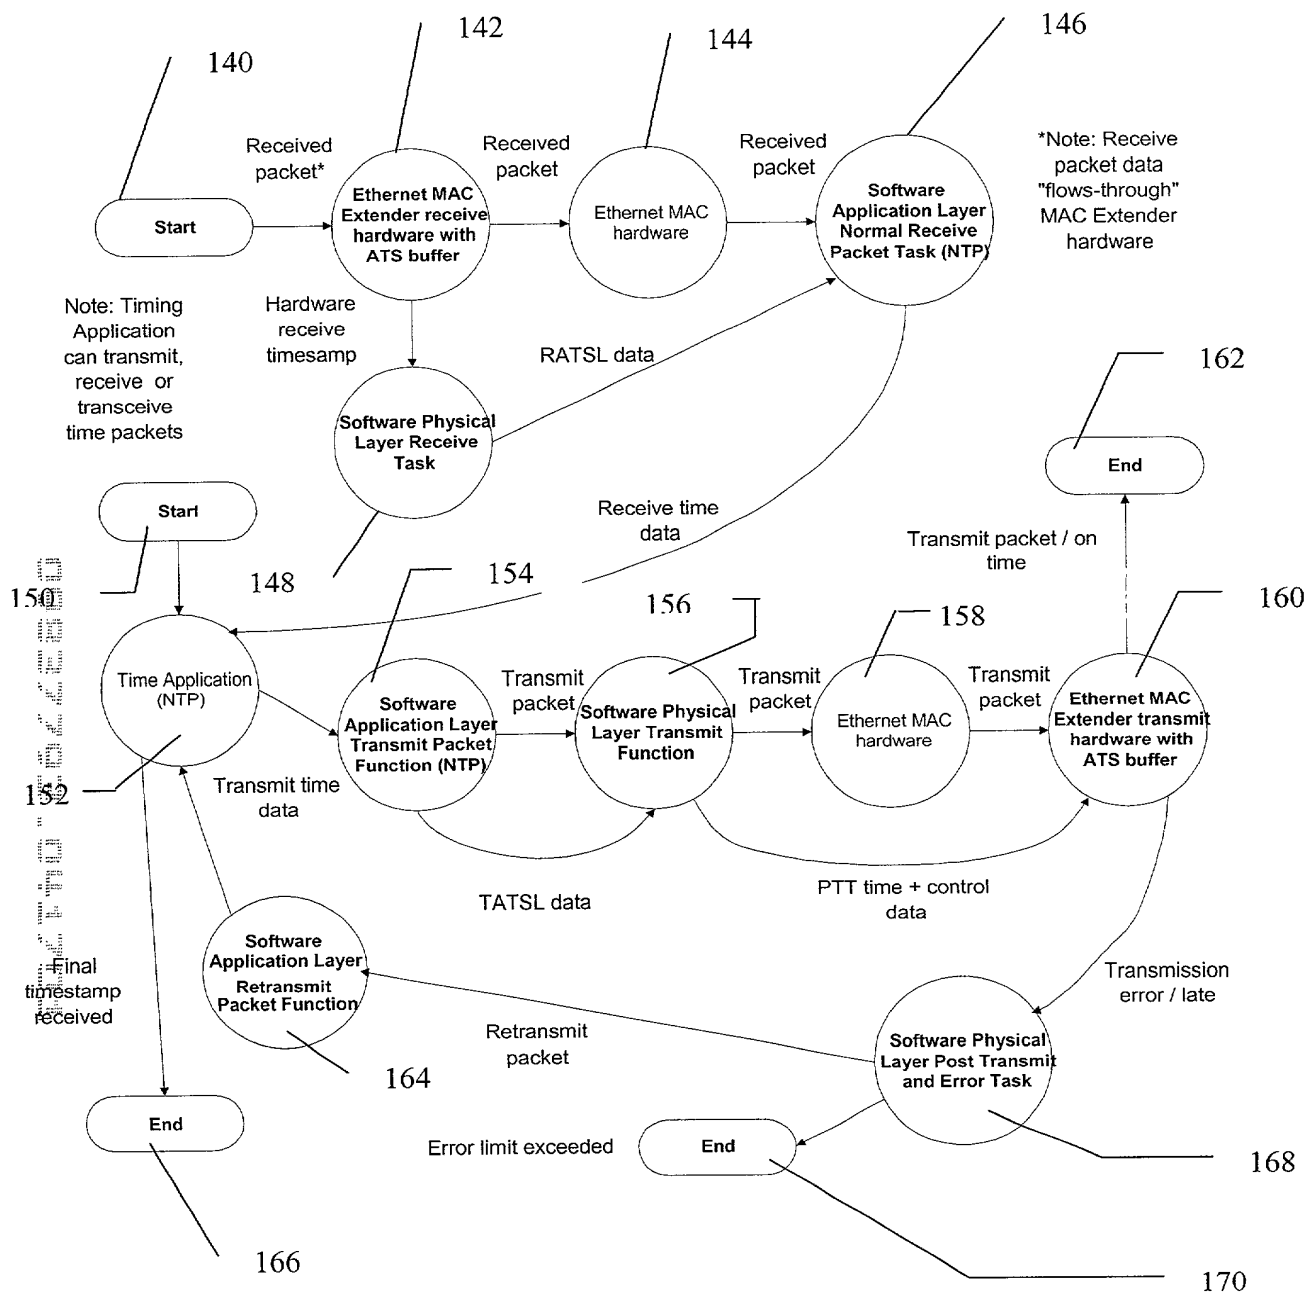 140
142
144
146
Received
packet*
Received
packet
Received
packet
Start
Ethernet MAC
Extender receive
hardware with
ATS buffer
Ethernet MAC
hardware
Software
Application Layer
Normal Receive
Packet Task (NTP)
*Note: Receive
packet data
"flows-through"
MAC Extender
hardware
Note: Timing
Application
can transmit,
receive or
transceive
time packets
Hardware
receive
timesamp
RATSL data
162
Software Physical
Layer Receive
Task
End
Start
Receive time
data
Transmit packet / on
time
150
148
154
156
158
160
Time Application
(NTP)
Software
Application Layer
Transmit Packet
Function (NTP)
Transmit
packet
Software Physical
Layer Transmit
Function
Transmit
packet
Ethernet MAC
hardware
Transmit
packet
Ethernet MAC
Extender transmit
hardware with
ATS buffer
152
Transmit time
data
TATSL data
PTT time + control
data
Software
Application Layer
Retransmit
Packet Function
Final
timestamp
received
Transmission
error / late
Retransmit
packet
Software Physical
Layer Post Transmit
and Error Task
164
End
Error limit exceeded
End
168
166
170